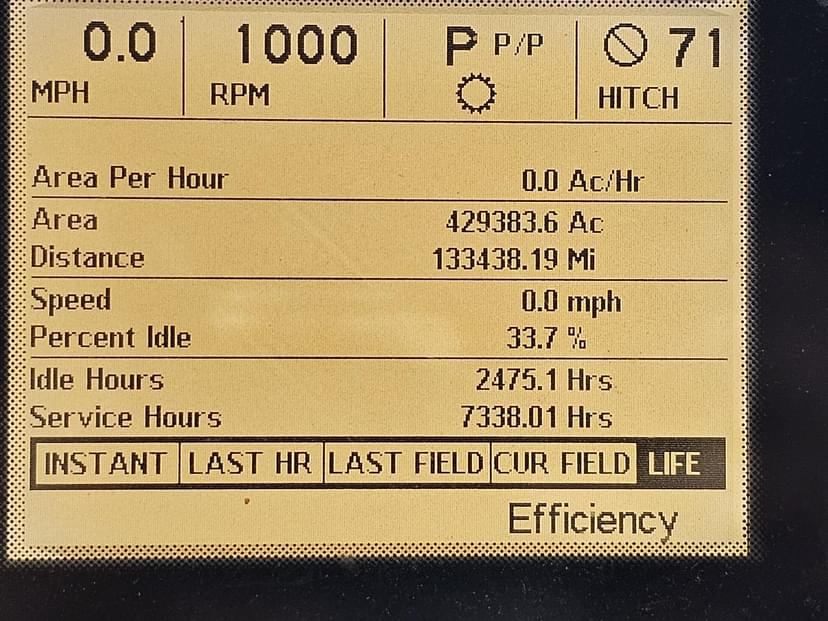 0.0 1000 P P/P 71
MPH RPM HITCH
Area Per Hour 0.0 Ac/Hr
Area 429383.6 Ac
Distance 133438.19 Mi
Speed 0.0 mph
Percent Idle 33.7 %
Idle Hours 2475.1 Hrs
Service Hours 7338.01 Hrs
INSTANT LAST HR LAST FIELD CUR FIELD LIFE
Efficiency